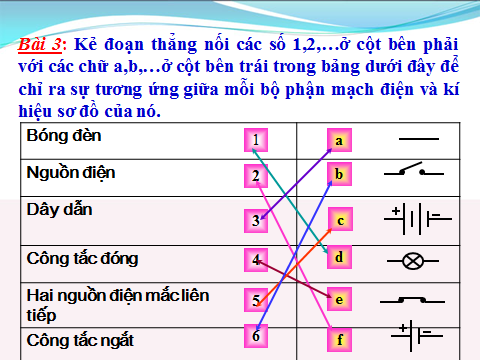 Bài 3: Kẻ đoạn thẳng nối các số 1,2,…ở cột bên phải
với các chữ a,b,…ở cột bên trái trong bảng dưới đây để
chỉ ra sự tương ứng giữa mỗi bộ phận mạch điện và kí
hiệu sơ đồ của nó.
Bóng đèn 1 a
Nguồn điện 2 b
Dây dẫn 3 c
Công tắc đóng 4 d
Hai nguồn điện mắc liên
tiếp 5 e
Công tắc ngắt 6 f